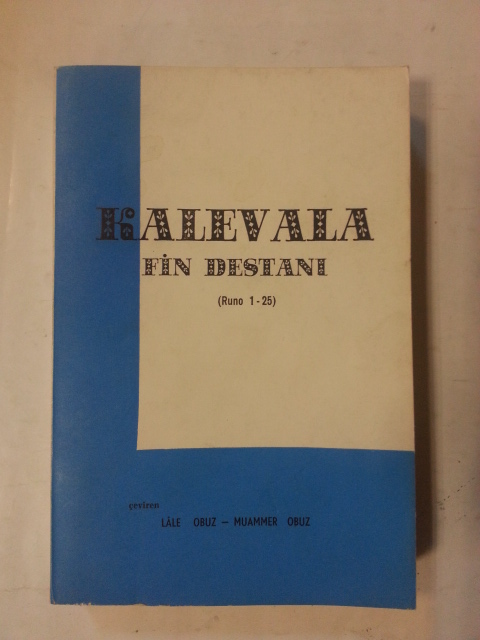 KALEVALA
FİN DESTANI
(Runo 1-25)
çeviren
LÂLE OBUZ – MUAMMER OBUZ